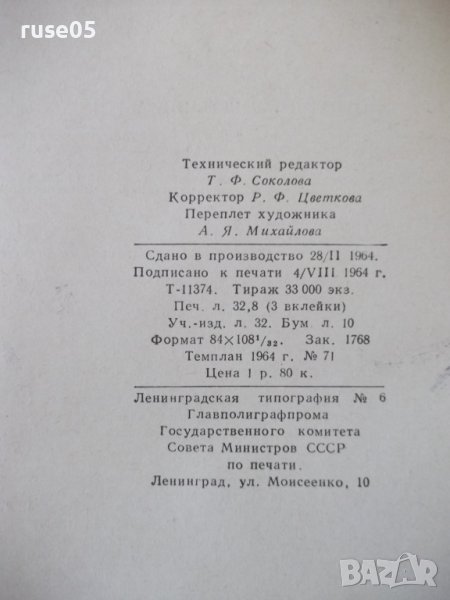 ruse05
Технический редактор
Т. Ф. Соколова
Корректор Р. Ф. Цветкова
Переплет художника
А. Я. Михайлова
Сдано в производство 28/II 1964.
Подписано к печати 4/VIII 1964 г.
Т-11374. Тираж 33 000 экз.
Печ. л. 32,8 (3 вклейки)
Уч.-изд. л. 32. Бум. л. 10
Формат 84×108¹/₃₂. Зак. 1768
Темплан 1964 г. № 71
Цена 1 р. 80 к.
Ленинградская типография № 6
Главполиграфпрома
Государственного комитета
Совета Министров СССР
по печати.
Ленинград, ул. Моисеенко, 10
BAZAR